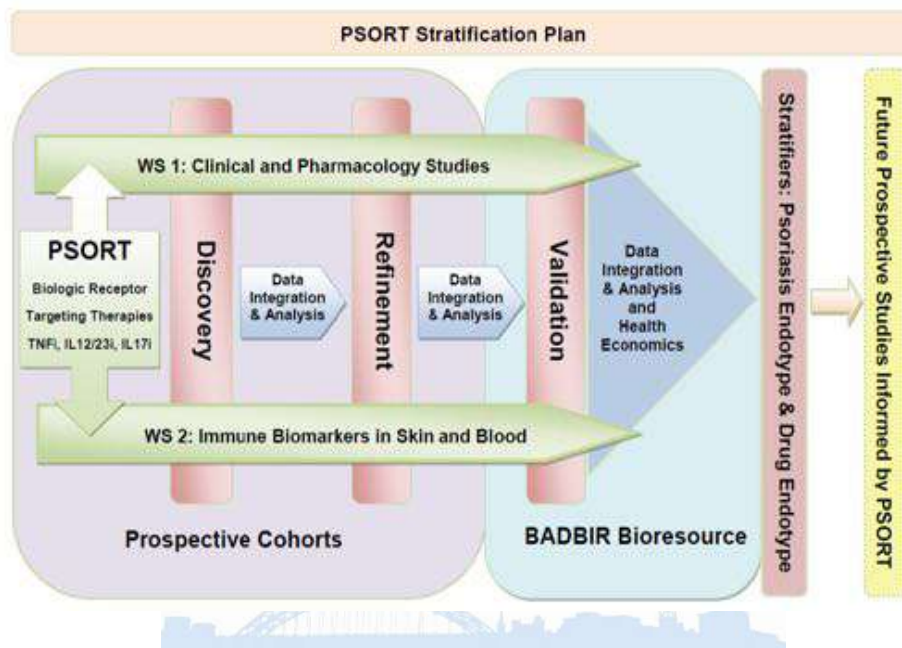 PSORT Stratification Plan
WS 1: Clinical and Pharmacology Studies
PSORT
Biologic Receptor
Targeting Therapies
TNFi, IL12/23i, IL17i
Discovery
Data
Integration
& Analysis
Refinement
Data
Integration
& Analysis
Validation
Data
Integration
& Analysis
and
Health
Economics
WS 2: Immune Biomarkers in Skin and Blood
Prospective Cohorts
BADBIR Bioresource
Stratifiers: Psoriasis Endotype & Drug Endotype
Future Prospective Studies Informed by PSORT